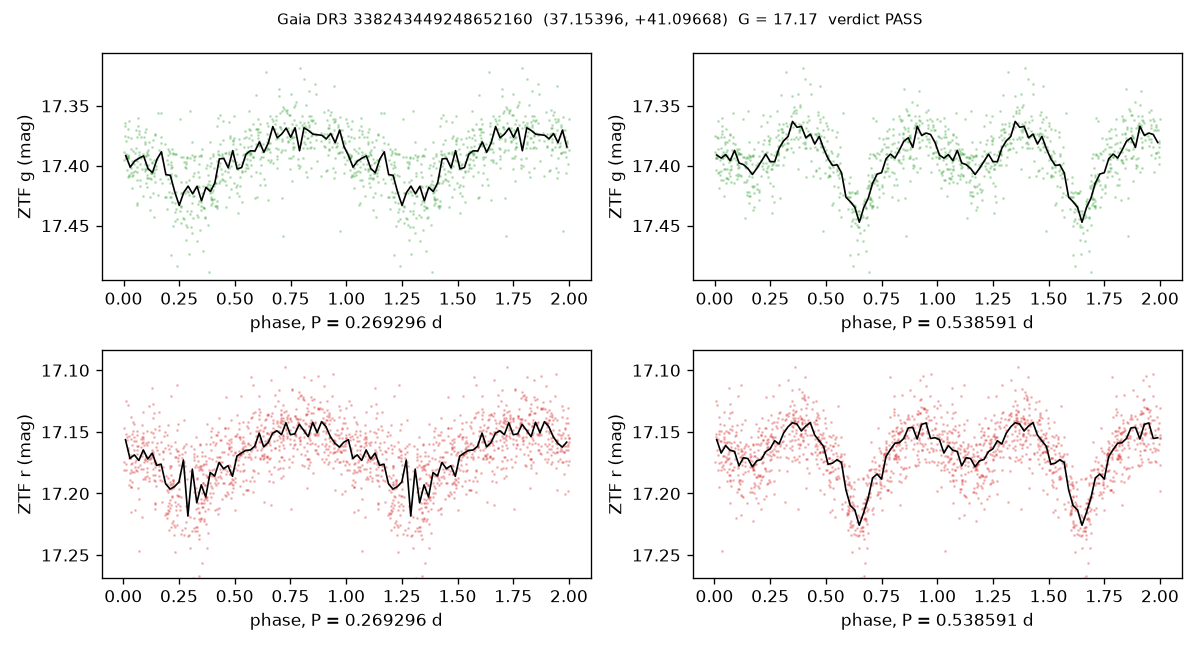 Gaia DR3 338243449248652160 (37.15396, +41.09668) G = 17.17 verdict PASS
ZTF g (mag)
17.35
17.40
17.45
0.00 0.25 0.50 0.75 1.00 1.25 1.50 1.75 2.00
phase, P = 0.269296 d
ZTF g (mag)
17.35
17.40
17.45
0.00 0.25 0.50 0.75 1.00 1.25 1.50 1.75 2.00
phase, P = 0.538591 d
ZTF r (mag)
17.10
17.15
17.20
17.25
0.00 0.25 0.50 0.75 1.00 1.25 1.50 1.75 2.00
phase, P = 0.269296 d
ZTF r (mag)
17.10
17.15
17.20
17.25
0.00 0.25 0.50 0.75 1.00 1.25 1.50 1.75 2.00
phase, P = 0.538591 d